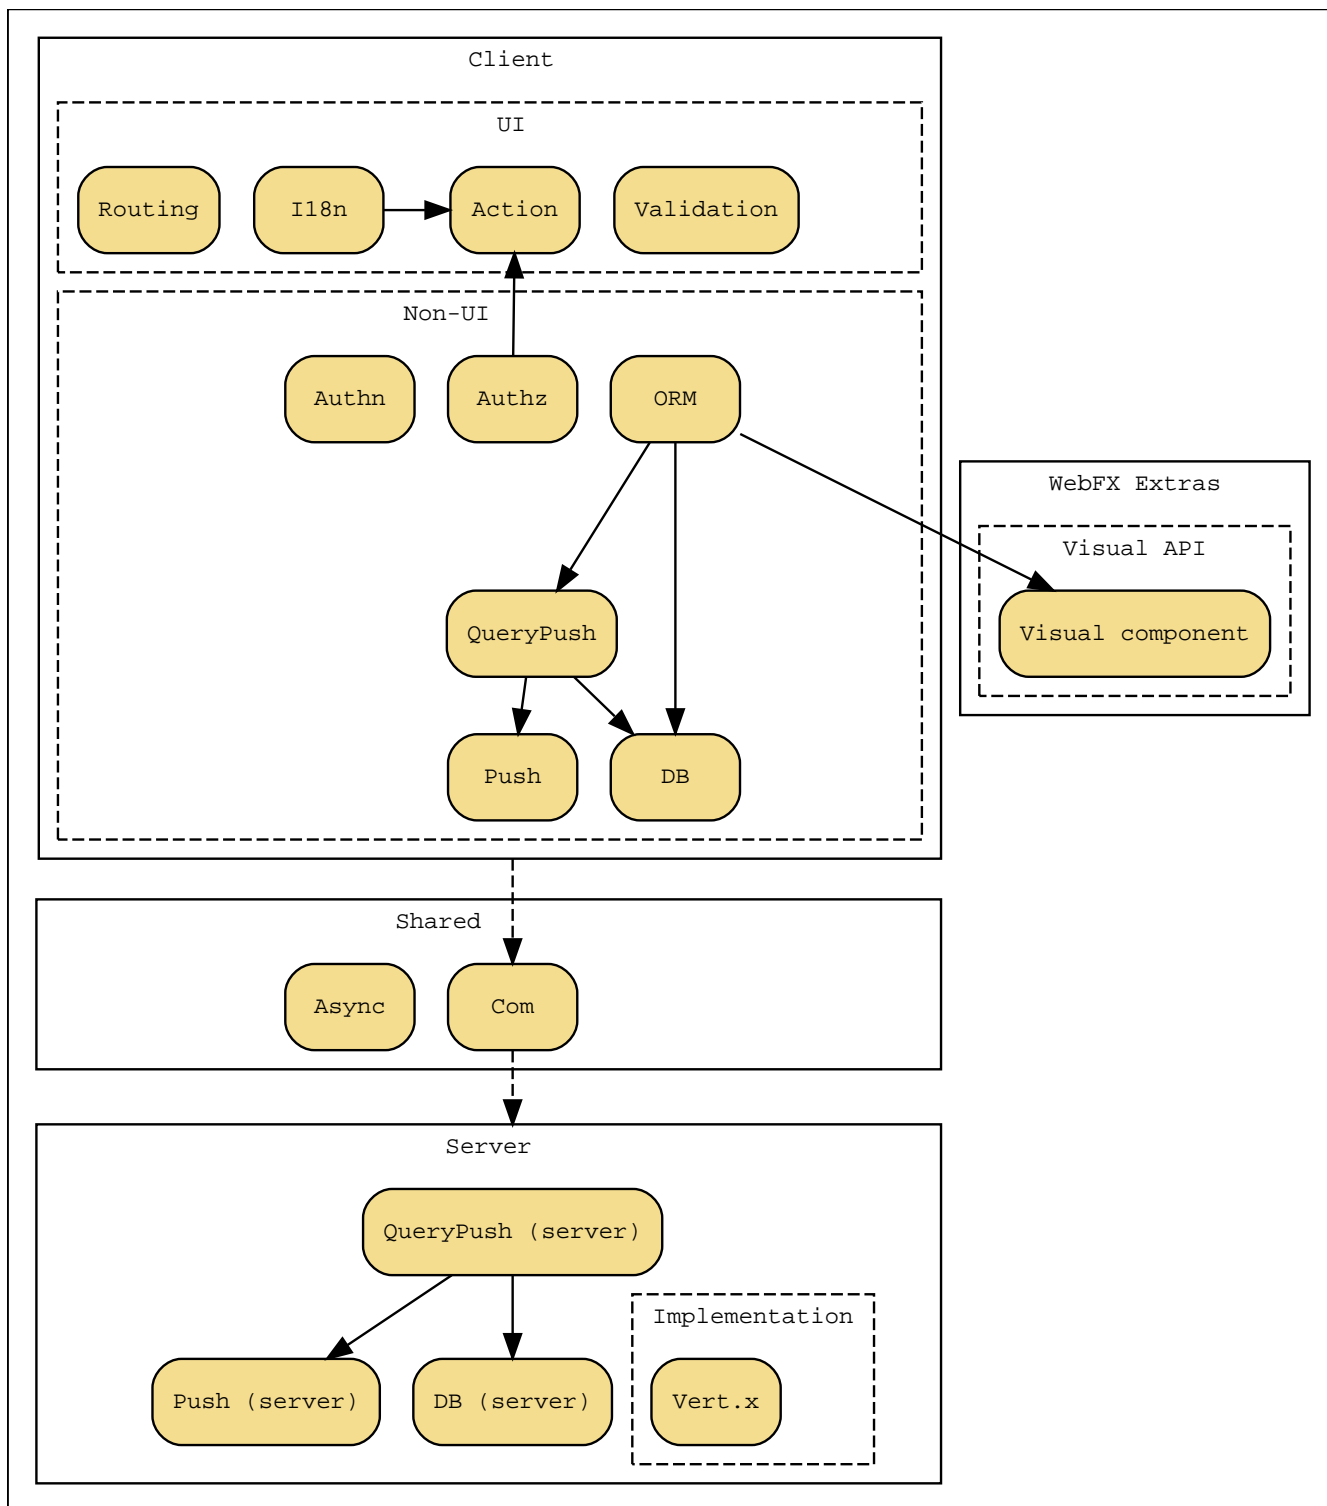 Client
UI
Routing
I18n
Action
Validation
Non-UI
Authn
Authz
ORM
WebFX Extras
Visual API
Visual component
QueryPush
Push
DB
Shared
Async
Com
Server
QueryPush (server)
Implementation
Push (server)
DB (server)
Vert.x